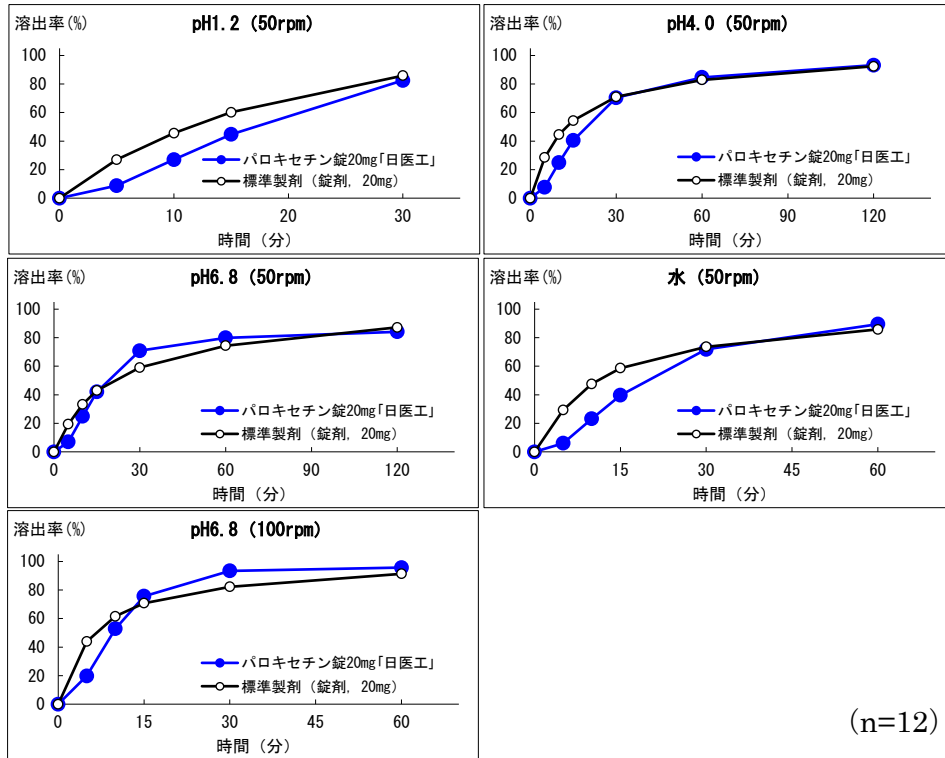 溶出率(%)
pH1.2 (50rpm)
100
80
60
40
20
0
パロキセチン錠20mg「日医工」
標準製剤（錠剤, 20mg）
0 10 20 30
時間（分）
溶出率(%)
pH4.0 (50rpm)
100
80
60
40
20
0
パロキセチン錠20mg「日医工」
標準製剤（錠剤, 20mg）
0 30 60 90 120
時間（分）
溶出率(%)
pH6.8 (50rpm)
100
80
60
40
20
0
パロキセチン錠20mg「日医工」
標準製剤（錠剤, 20mg）
0 30 60 90 120
時間（分）
溶出率(%)
水 (50rpm)
100
80
60
40
20
0
パロキセチン錠20mg「日医工」
標準製剤（錠剤, 20mg）
0 15 30 45 60
時間（分）
溶出率(%)
pH6.8 (100rpm)
100
80
60
40
20
0
パロキセチン錠20mg「日医工」
標準製剤（錠剤, 20mg）
0 15 30 45 60
時間（分）
(n=12)